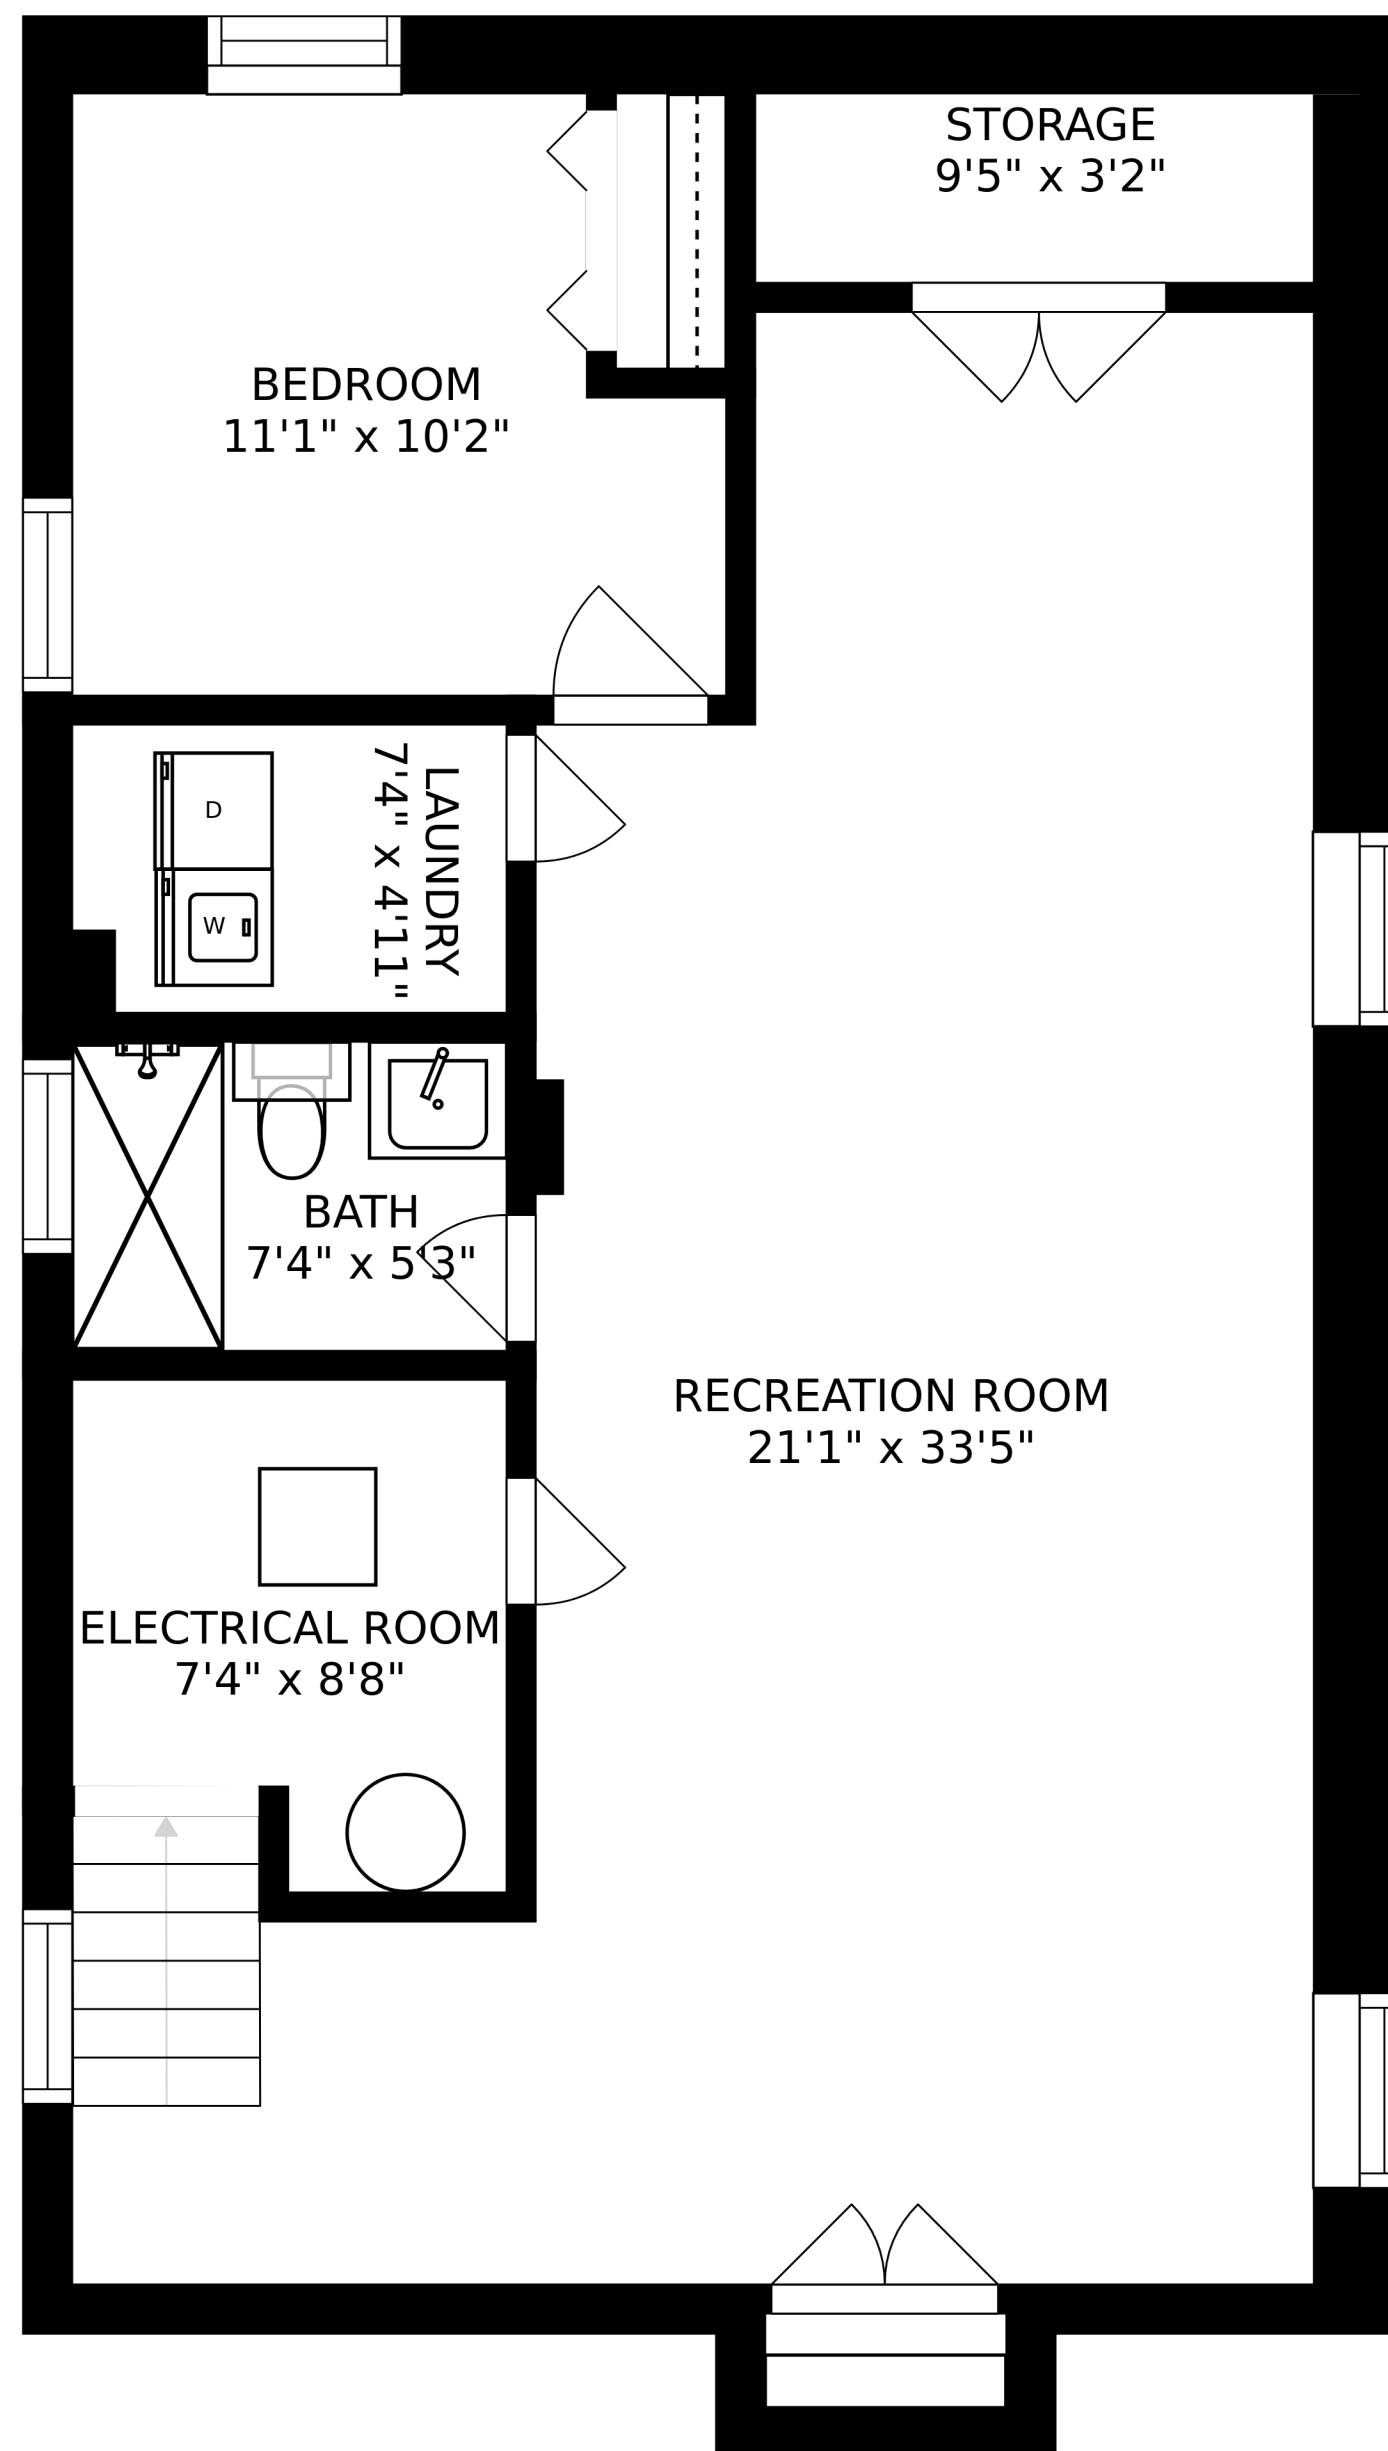 STORAGE
9'5" x 3'2"
BEDROOM
11'1" x 10'2"
LAUNDRY
7'4" x 4'11"
D
W
BATH
7'4" x 5'3"
RECREATION ROOM
21'1" x 33'5"
ELECTRICAL ROOM
7'4" x 8'8"